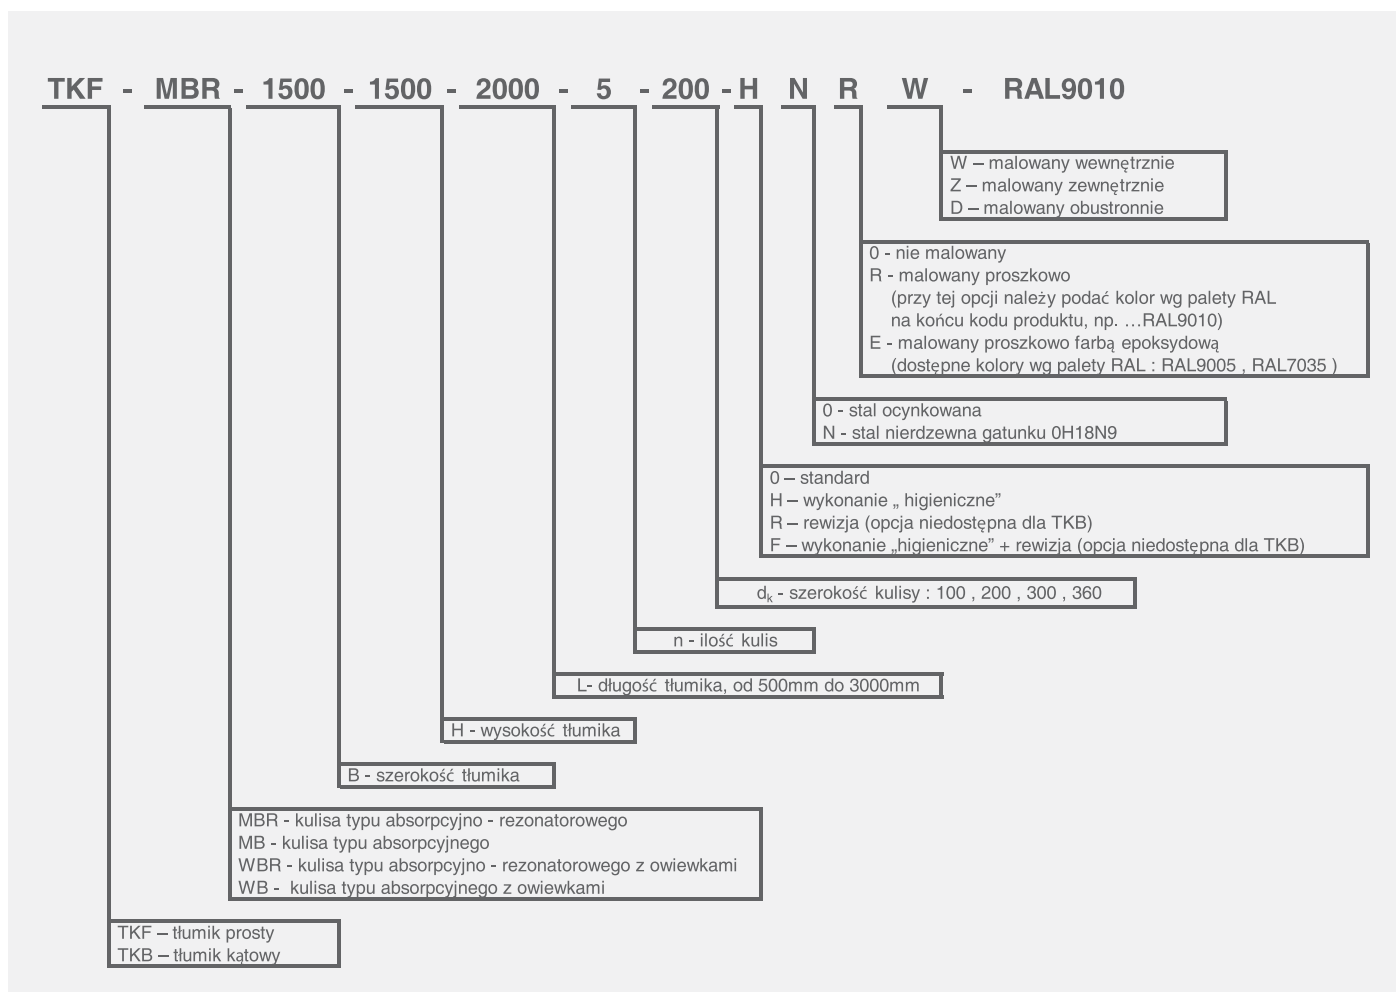 TKF - MBR - 1500 - 1500 - 2000 - 5 - 200 - H N R W - RAL9010
W – malowany wewnętrznie
Z – malowany zewnętrznie
D – malowany obustronnie
0 - nie malowany
R - malowany proszkowo
(przy tej opcji należy podać kolor wg palety RAL
na końcu kodu produktu, np. …RAL9010)
E - malowany proszkowo farbą epoksydową
(dostępne kolory wg palety RAL : RAL9005 , RAL7035 )
0 - stal ocynkowana
N - stal nierdzewna gatunku 0H18N9
0 – standard
H – wykonanie „ higieniczne”
R – rewizja (opcja niedostępna dla TKB)
F – wykonanie „higieniczne” + rewizja (opcja niedostępna dla TKB)
dk - szerokość kulisy : 100 , 200 , 300 , 360
n - ilość kulis
L- długość tłumika, od 500mm do 3000mm
H - wysokość tłumika
B - szerokość tłumika
MBR - kulisa typu absorpcyjno - rezonatorowego
MB - kulisa typu absorpcyjnego
WBR - kulisa typu absorpcyjno - rezonatorowego z owiewkami
WB - kulisa typu absorpcyjnego z owiewkami
TKF – tłumik prosty
TKB – tłumik kątowy